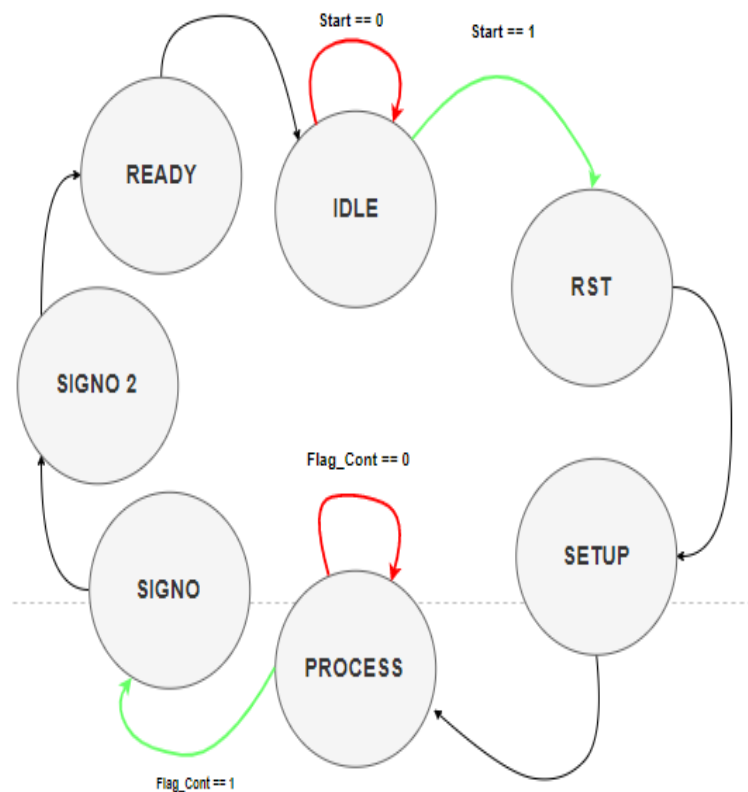 Start == 0
Start == 1
READY
IDLE
RST
SIGNO 2
Flag_Cont == 0
SETUP
SIGNO
PROCESS
Flag_Cont == 1